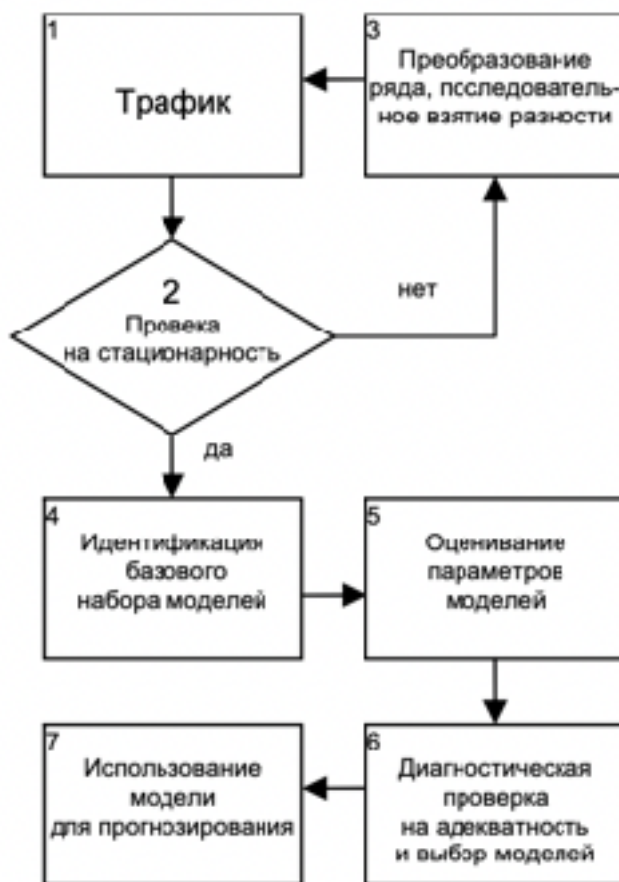 1
Трафик
3
Преобразование
ряда, последователь-
ное взятие разности
2
Провека
на стационарность
нет
да
4
Идентификация
базового
набора моделей
5
Оценивание
параметров
моделей
7
Использование
модели
для прогнозирования
6
Диагностическая
проверка
на адекватность
и выбор моделей